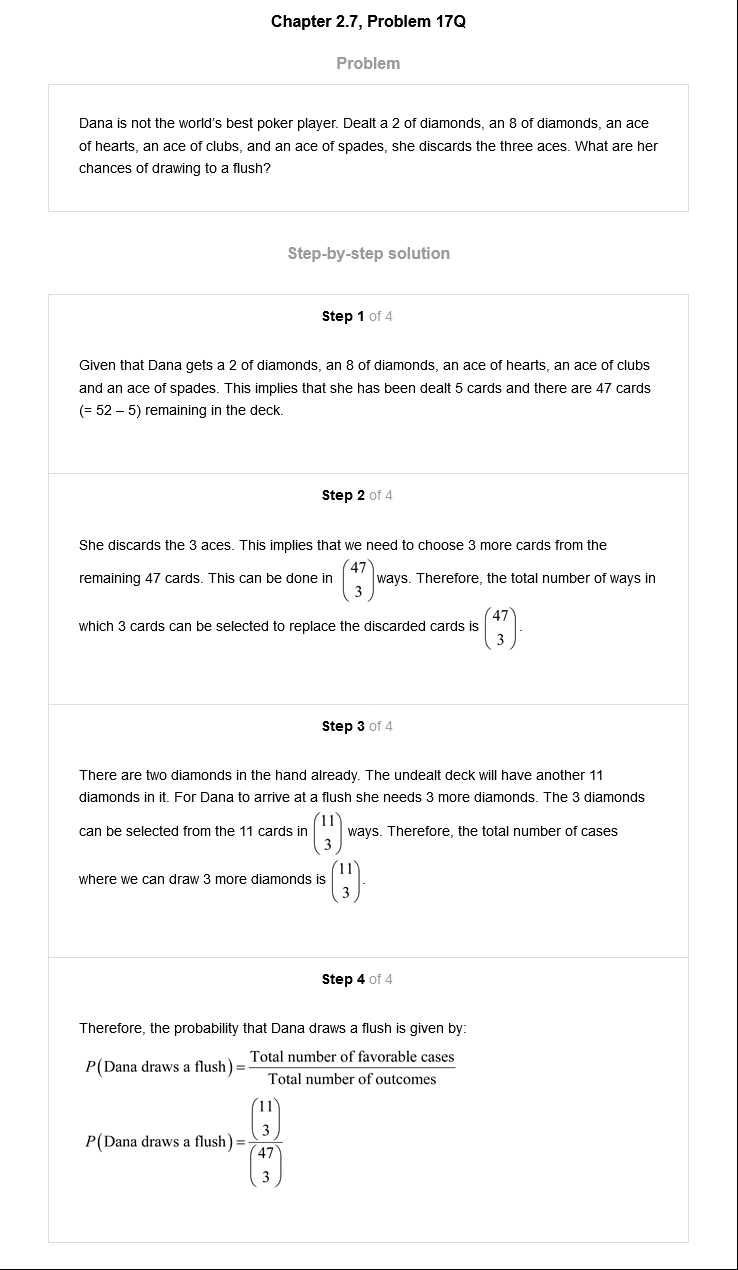 Chapter 2.7, Problem 17Q
Problem
Dana is not the world's best poker player. Dealt a 2 of diamonds, an 8 of diamonds, an ace
of hearts, an ace of clubs, and an ace of spades, she discards the three aces. What are her
chances of drawing to a flush?
Step-by-step solution
Step 1 of 4
Given that Dana gets a 2 of diamonds, an 8 of diamonds, an ace of hearts, an ace of clubs
and an ace of spades. This implies that she has been dealt 5 cards and there are 47 cards
(= 52 – 5) remaining in the deck.
Step 2 of 4
She discards the 3 aces. This implies that we need to choose 3 more cards from the
remaining 47 cards. This can be done in (47 3) ways. Therefore, the total number of ways in
which 3 cards can be selected to replace the discarded cards is (47 3).
Step 3 of 4
There are two diamonds in the hand already. The undealt deck will have another 11
diamonds in it. For Dana to arrive at a flush she needs 3 more diamonds. The 3 diamonds
can be selected from the 11 cards in (11 3) ways. Therefore, the total number of cases
where we can draw 3 more diamonds is (11 3).
Step 4 of 4
Therefore, the probability that Dana draws a flush is given by:
P(Dana draws a flush) = Total number of favorable cases
Total number of outcomes
P(Dana draws a flush) = (11 3)
(47 3)